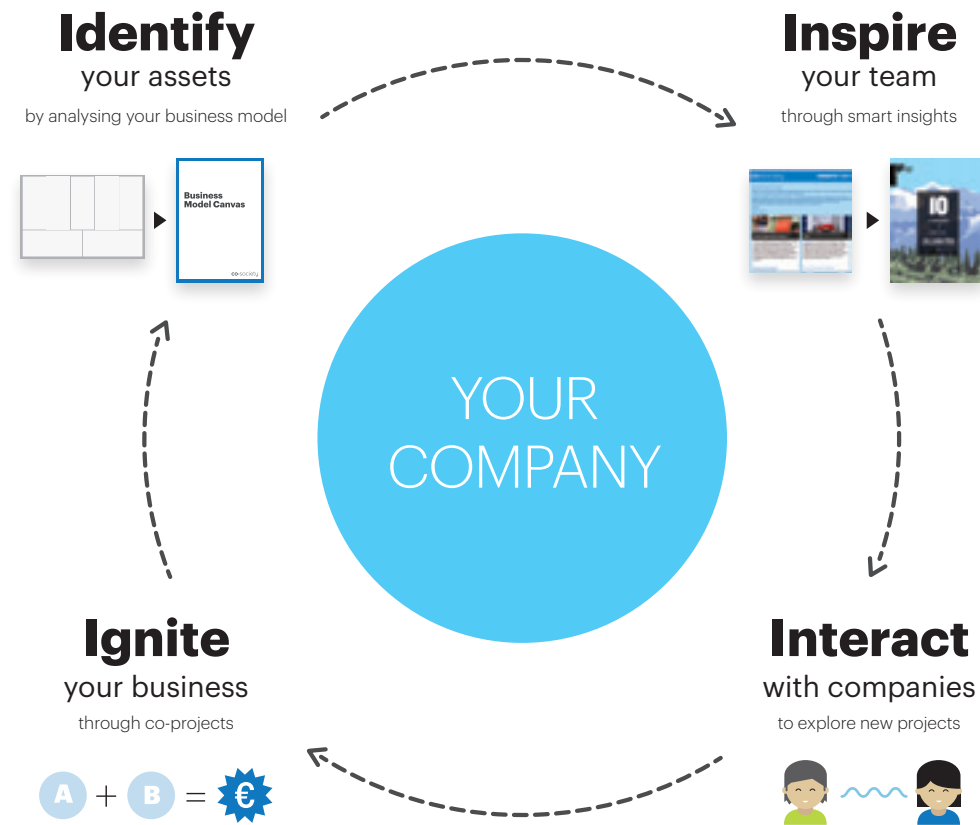 Identify
your assets
by analysing your business model
Business
Model Canvas
co-society
Inspire
your team
through smart insights
10
YOUR
COMPANY
Ignite
your business
through co-projects
A + B = €
Interact
with companies
to explore new projects